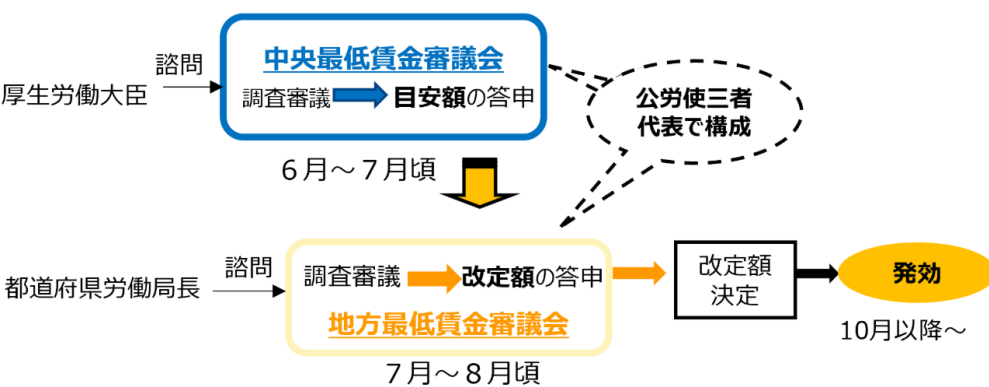 厚生労働大臣
諮問
中央最低賃金審議会
調査審議
目安額の答申
公労使三者
代表で構成
６月～７月頃
都道府県労働局長
諮問
調査審議
改定額の答申
地方最低賃金審議会
７月～８月頃
改定額
決定
発効
10月以降～